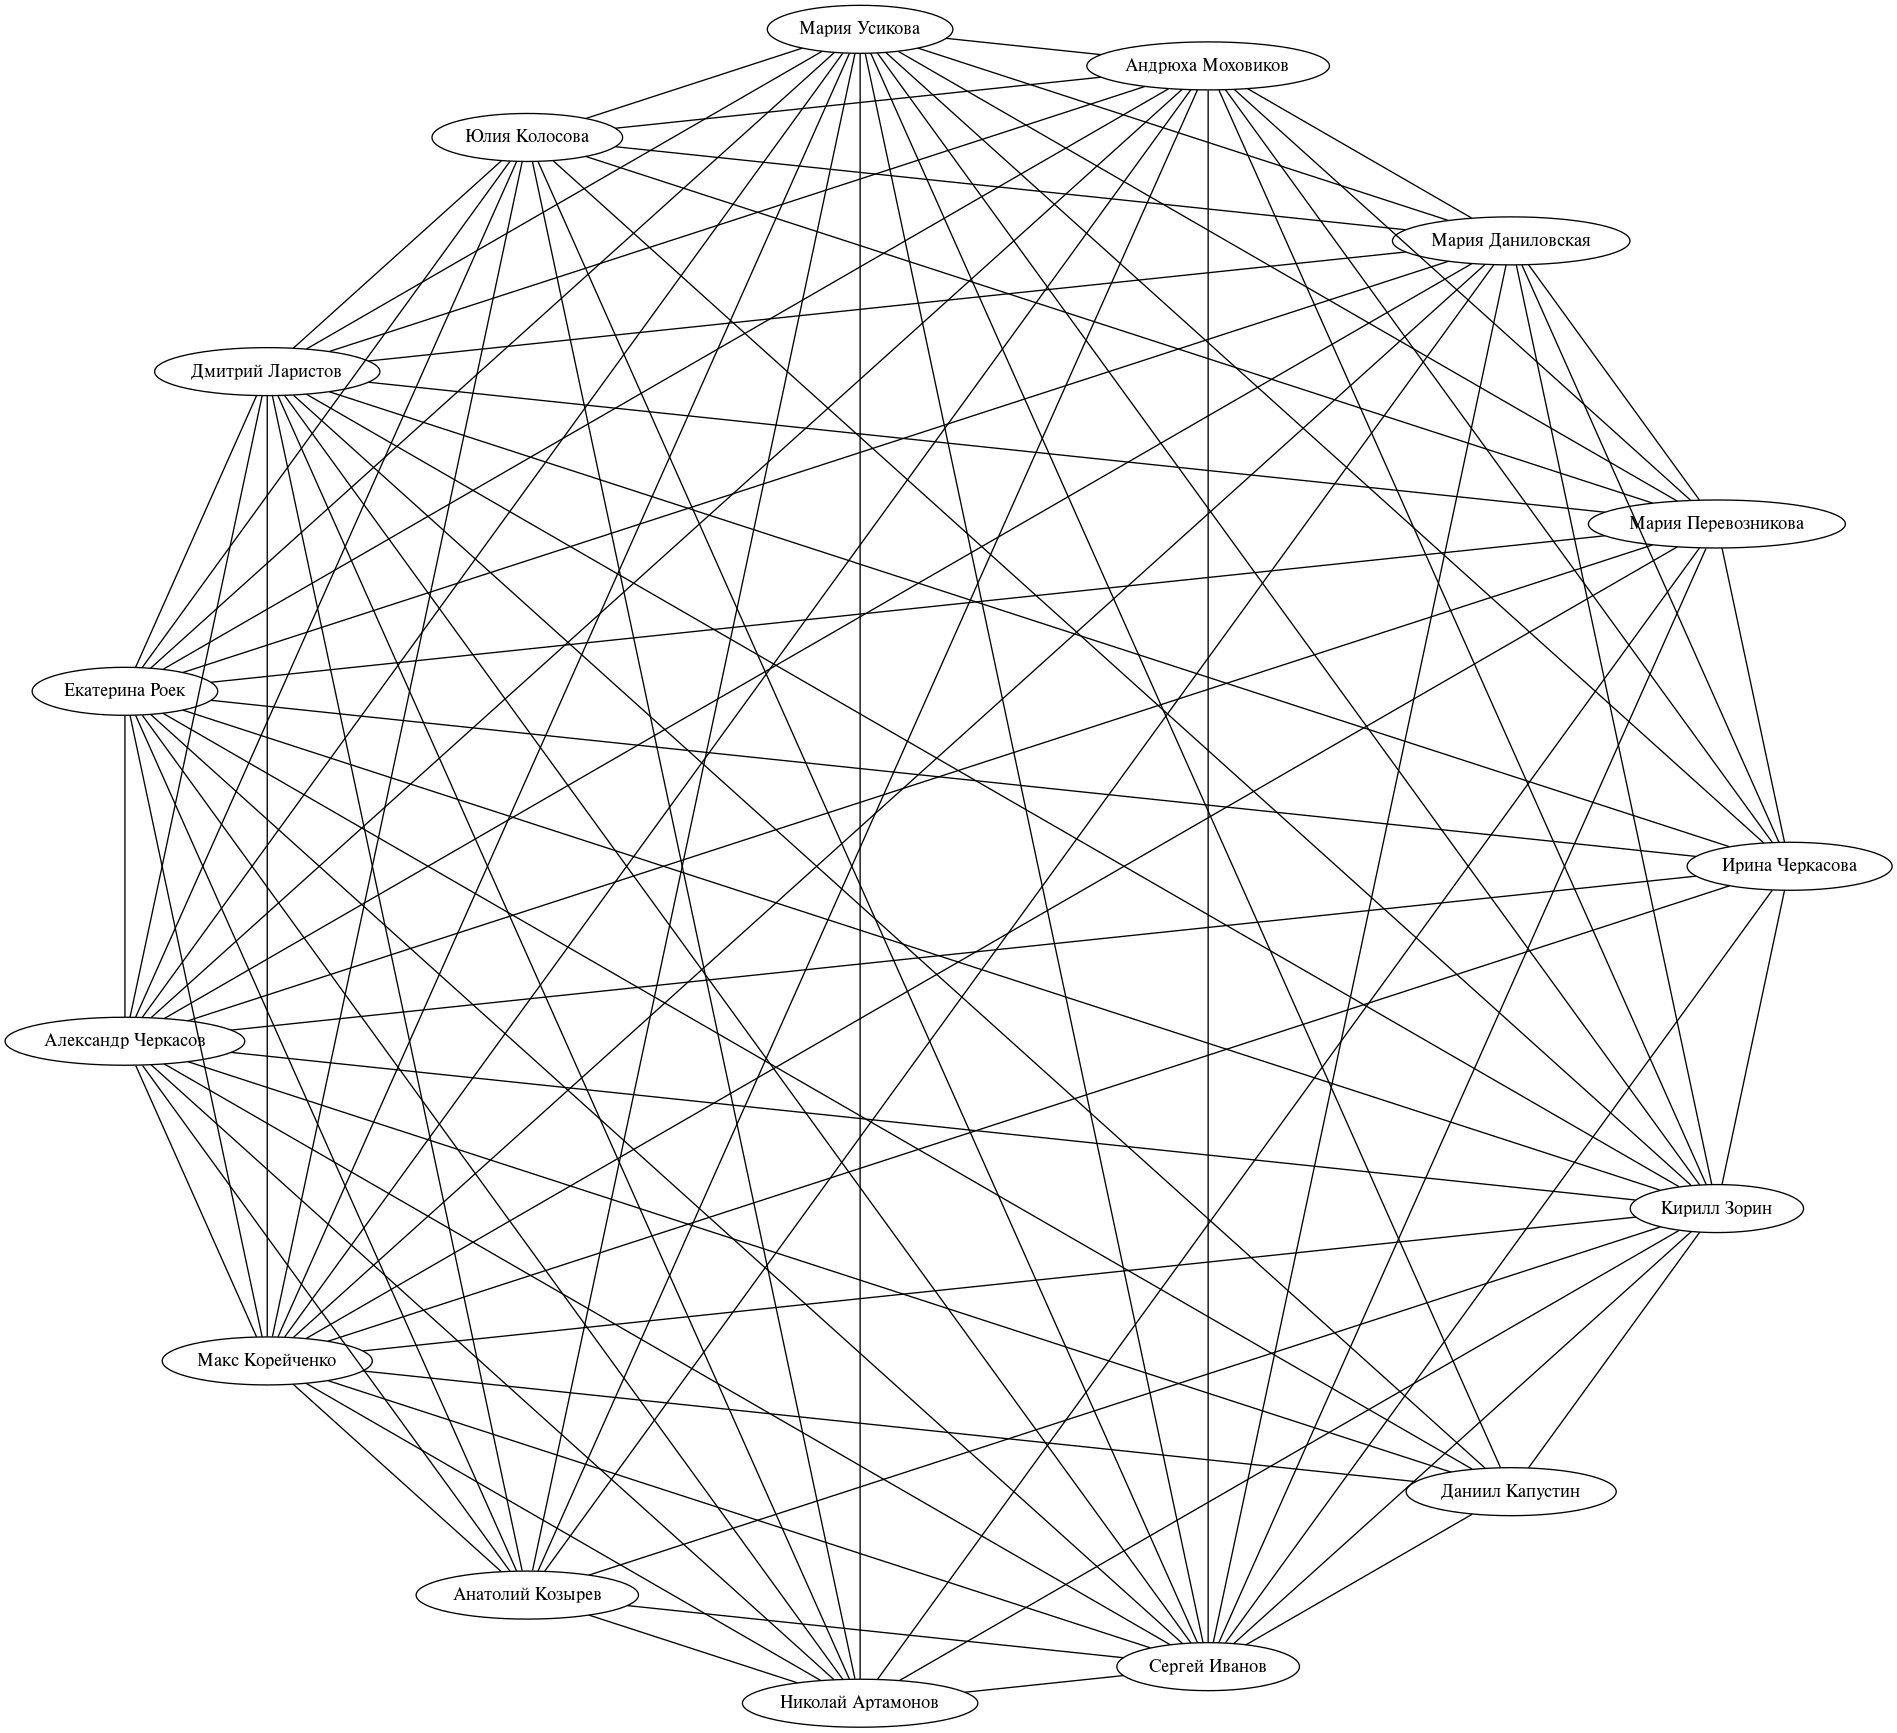 Мария Усикова
Андрюха Моховиков
Юлия Колосова
Мария Даниловская
Дмитрий Ларистов
Мария Перевозникова
Екатерина Роек
Ирина Черкасова
Александр Черкасов
Кирилл Зорин
Макс Корейченко
Даниил Капустин
Анатолий Козырев
Сергей Иванов
Николай Артамонов